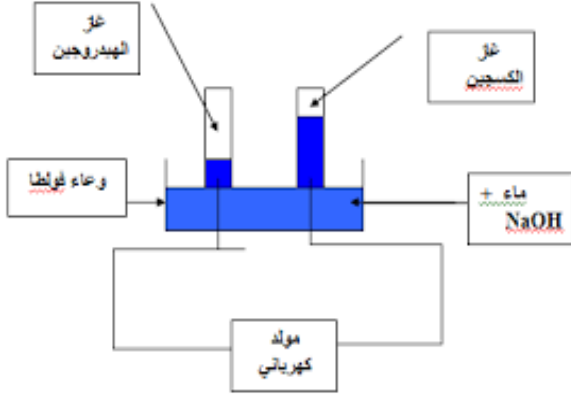 غاز
الهيدروجين
غاز
الكسجين
وعاء فولطا
ماء +
NaOH
مولد
كهربائي